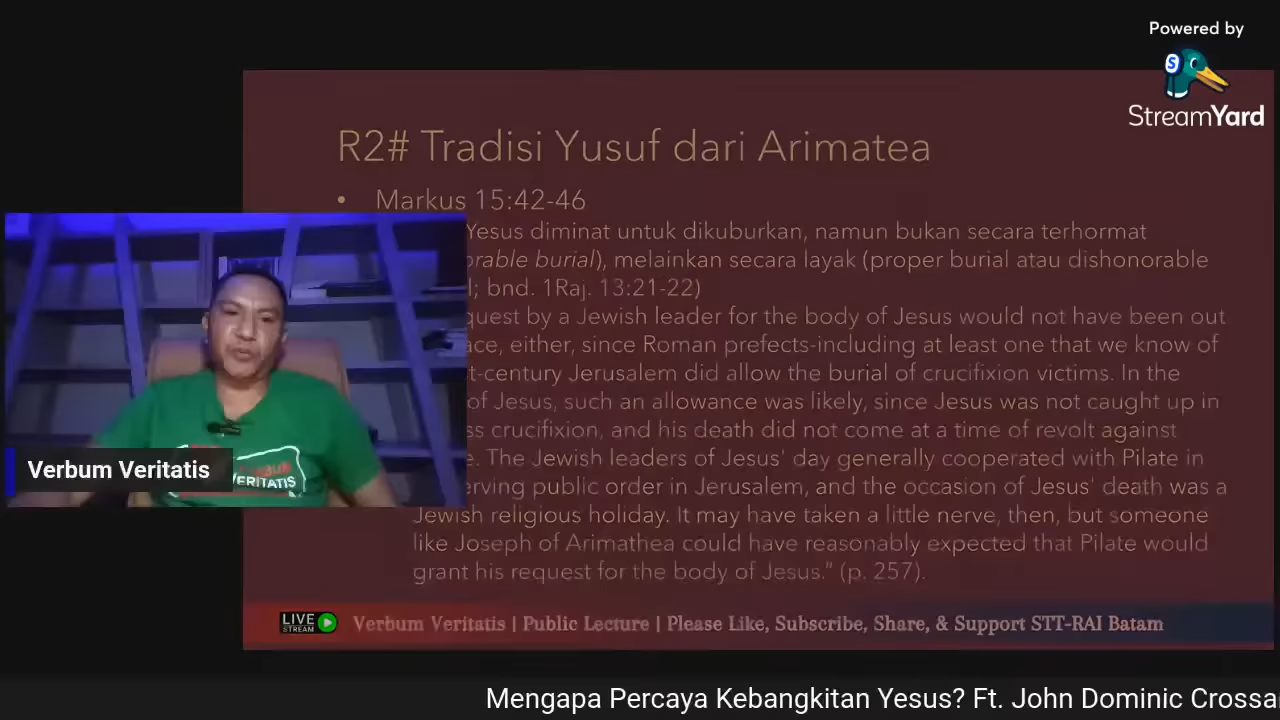 Powered by
StreamYard
R2# Tradisi Yusuf dari Arimatea
• Markus 15:42-46
Yesus diminat untuk dikuburkan, namun bukan secara terhormat
orable burial), melainkan secara layak (proper burial atau dishonorable
l; bnd. 1Raj. 13:21-22)
quest by a Jewish leader for the body of Jesus would not have been out
ace, either, since Roman prefects-including at least one that we know of
t-century Jerusalem did allow the burial of crucifixion victims. In the
of Jesus, such an allowance was likely, since Jesus was not caught up in
ss crucifixion, and his death did not come at a time of revolt against
e. The Jewish leaders of Jesus' day generally cooperated with Pilate in
erving public order in Jerusalem, and the occasion of Jesus' death was a
Jewish religious holiday. It may have taken a little nerve, then, but someone
like Joseph of Arimathea could have reasonably expected that Pilate would
grant his request for the body of Jesus." (p. 257).
VERITATIS
Verbum Veritatis
LIVE
STREAM
Verbum Veritatis | Public Lecture | Please Like, Subscribe, Share, & Support STT-RAI Batam
Mengapa Percaya Kebangkitan Yesus? Ft. John Dominic Crossa